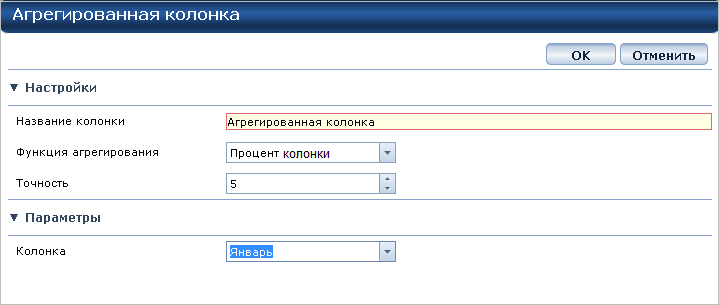 Агрегированная колонка
OK Отменить
Настройки
Название колонки Агрегированная колонка
Функция агрегирования Процент колонки
Точность 5
Параметры
Колонка Январь